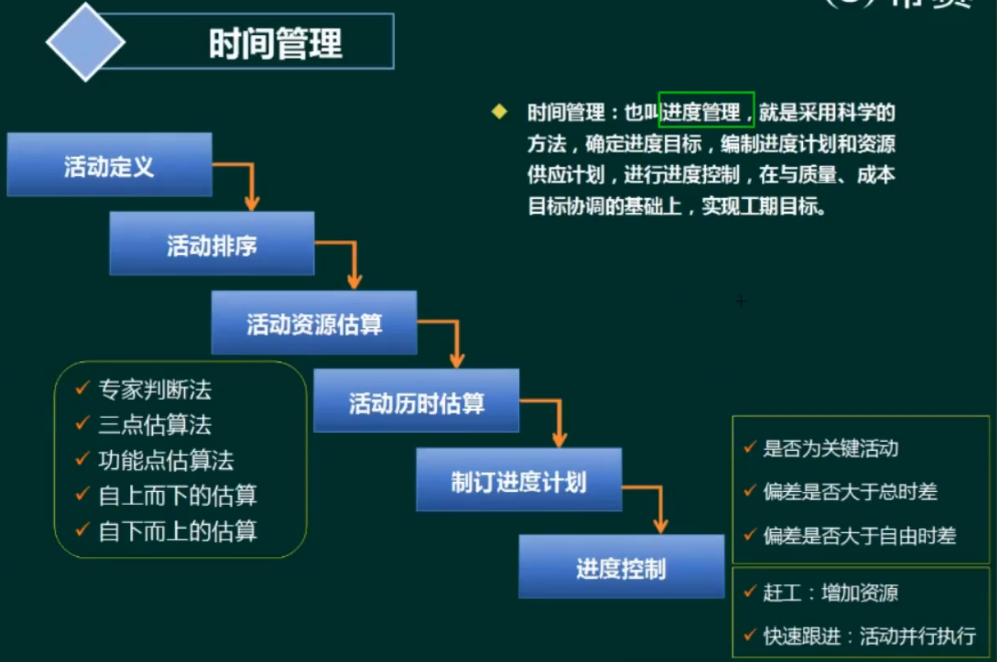 时间管理
时间管理：也叫进度管理，就是采用科学的
方法，确定进度目标，编制进度计划和资源
供应计划，进行进度控制，在与质量、成本
目标协调的基础上，实现工期目标。
活动定义
活动排序
活动资源估算
活动历时估算
制订进度计划
进度控制
专家判断法
三点估算法
功能点估算法
自上而下的估算
自下而上的估算
是否为关键活动
偏差是否大于总时差
偏差是否大于自由时差
赶工：增加资源
快速跟进：活动并行执行